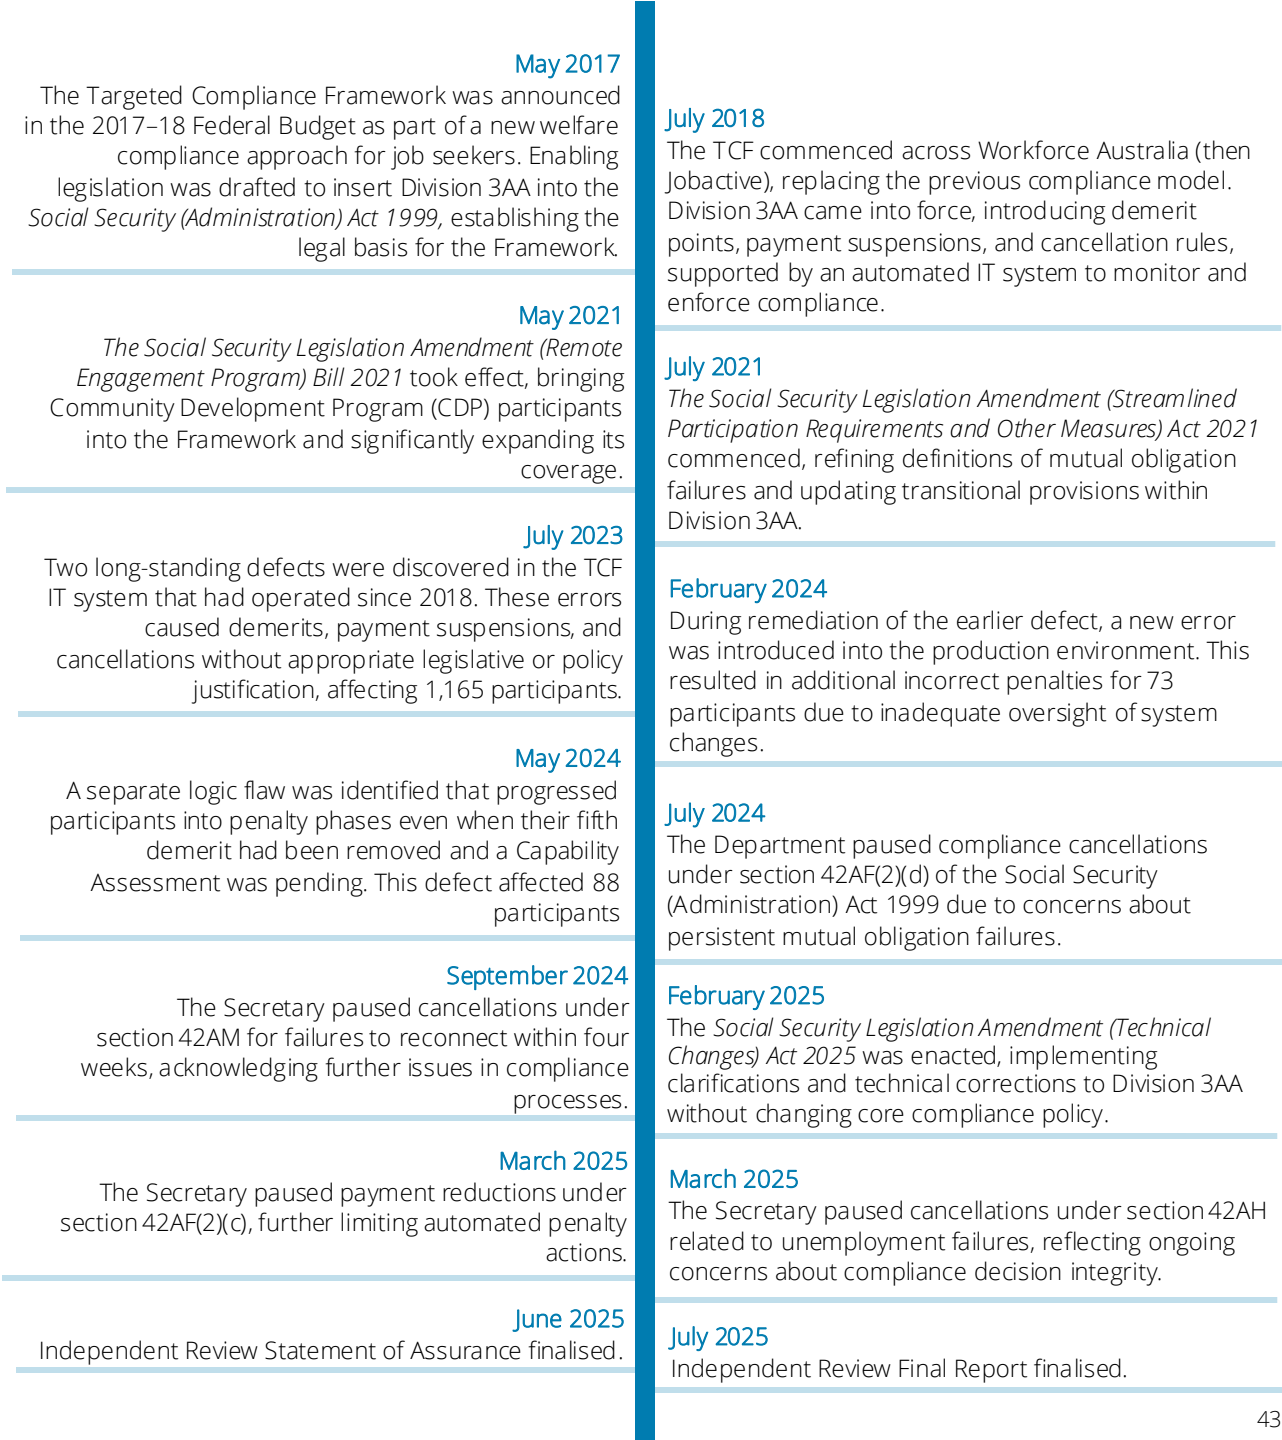 May 2017
The Targeted Compliance Framework was announced
in the 2017–18 Federal Budget as part of a new welfare
compliance approach for job seekers. Enabling
legislation was drafted to insert Division 3AA into the
Social Security (Administration) Act 1999, establishing the
legal basis for the Framework.
July 2018
The TCF commenced across Workforce Australia (then
Jobactive), replacing the previous compliance model.
Division 3AA came into force, introducing demerit
points, payment suspensions, and cancellation rules,
supported by an automated IT system to monitor and
enforce compliance.
May 2021
The Social Security Legislation Amendment (Remote
Engagement Program) Bill 2021 took effect, bringing
Community Development Program (CDP) participants
into the Framework and significantly expanding its
coverage.
July 2021
The Social Security Legislation Amendment (Streamlined
Participation Requirements and Other Measures) Act 2021
commenced, refining definitions of mutual obligation
failures and updating transitional provisions within
Division 3AA.
July 2023
Two long-standing defects were discovered in the TCF
IT system that had operated since 2018. These errors
caused demerits, payment suspensions, and
cancellations without appropriate legislative or policy
justification, affecting 1,165 participants.
February 2024
During remediation of the earlier defect, a new error
was introduced into the production environment. This
resulted in additional incorrect penalties for 73
participants due to inadequate oversight of system
changes.
May 2024
A separate logic flaw was identified that progressed
participants into penalty phases even when their fifth
demerit had been removed and a Capability
Assessment was pending. This defect affected 88
participants
July 2024
The Department paused compliance cancellations
under section 42AF(2)(d) of the Social Security
(Administration) Act 1999 due to concerns about
persistent mutual obligation failures.
September 2024
The Secretary paused cancellations under
section 42AM for failures to reconnect within four
weeks, acknowledging further issues in compliance
processes.
February 2025
The Social Security Legislation Amendment (Technical
Changes) Act 2025 was enacted, implementing
clarifications and technical corrections to Division 3AA
without changing core compliance policy.
March 2025
The Secretary paused payment reductions under
section 42AF(2)(c), further limiting automated penalty
actions.
March 2025
The Secretary paused cancellations under section 42AH
related to unemployment failures, reflecting ongoing
concerns about compliance decision integrity.
June 2025
Independent Review Statement of Assurance finalised.
July 2025
Independent Review Final Report finalised.
43